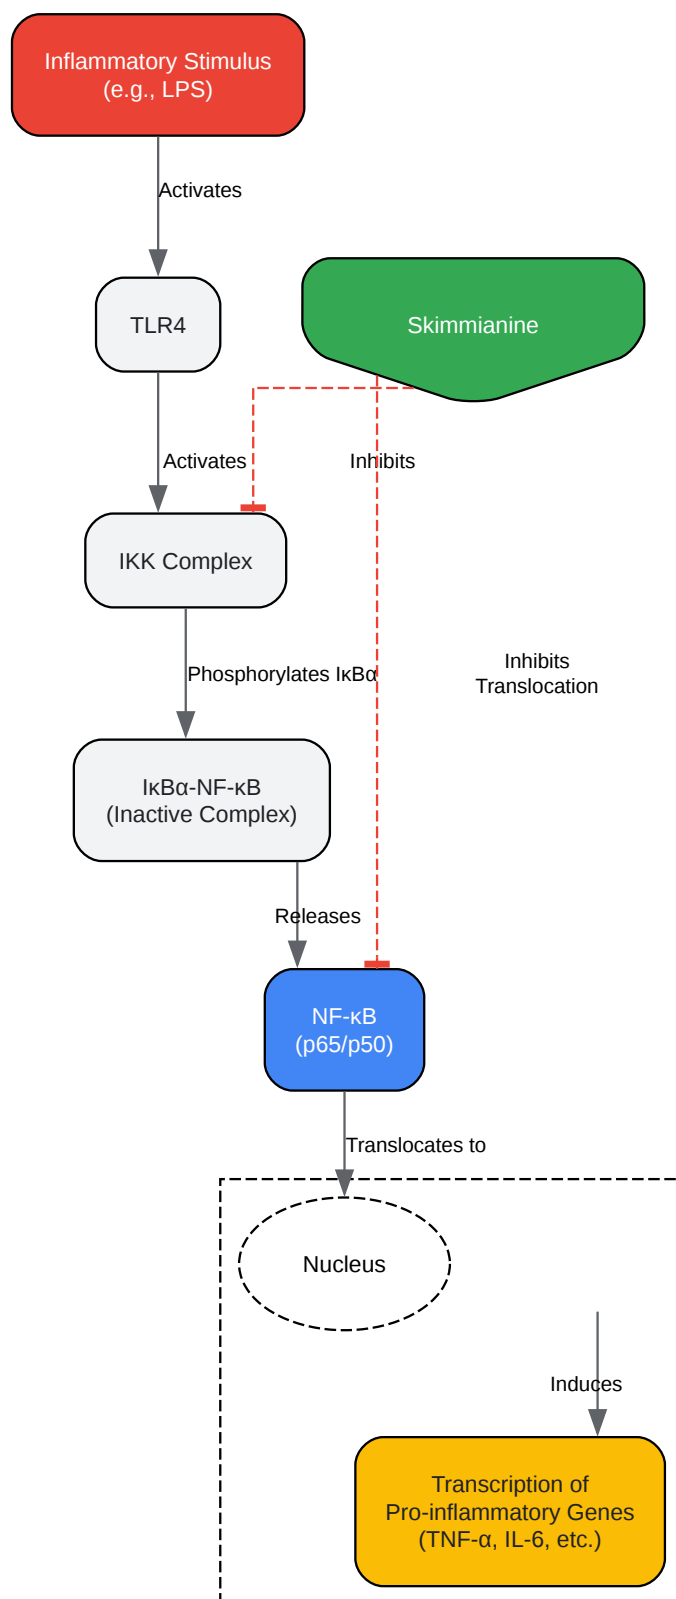 Inflammatory Stimulus
(e.g., LPS)
Activates
TLR4
Skimmianine
Activates
Inhibits
IKK Complex
Phosphorylates IκBα
Inhibits
Translocation
IκBα-NF-κB
(Inactive Complex)
Releases
NF-κB
(p65/p50)
Translocates to
Nucleus
Induces
Transcription of
Pro-inflammatory Genes
(TNF-α, IL-6, etc.)